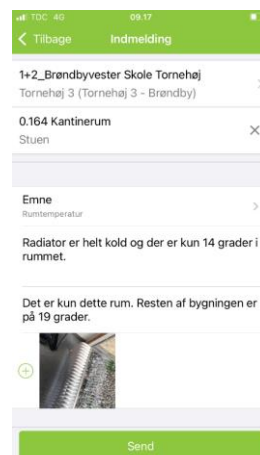 TDC 4G 09.17
Tilbage Indmelding
1+2_Brøndbyvester Skole Tornehøj
Tornehøj 3 (Tornehøj 3 - Brøndby)
0.164 Kantinerum
Stuen
Emne
Rumtemperatur
Radiator er helt kold og der er kun 14 grader i
rummet.
Det er kun dette rum. Resten af bygningen er
på 19 grader.
Send